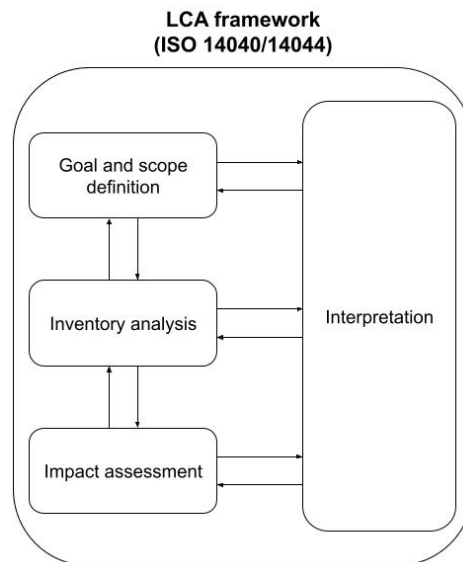 LCA framework
(ISO 14040/14044)
Goal and scope
definition
Inventory analysis
Interpretation
Impact assessment